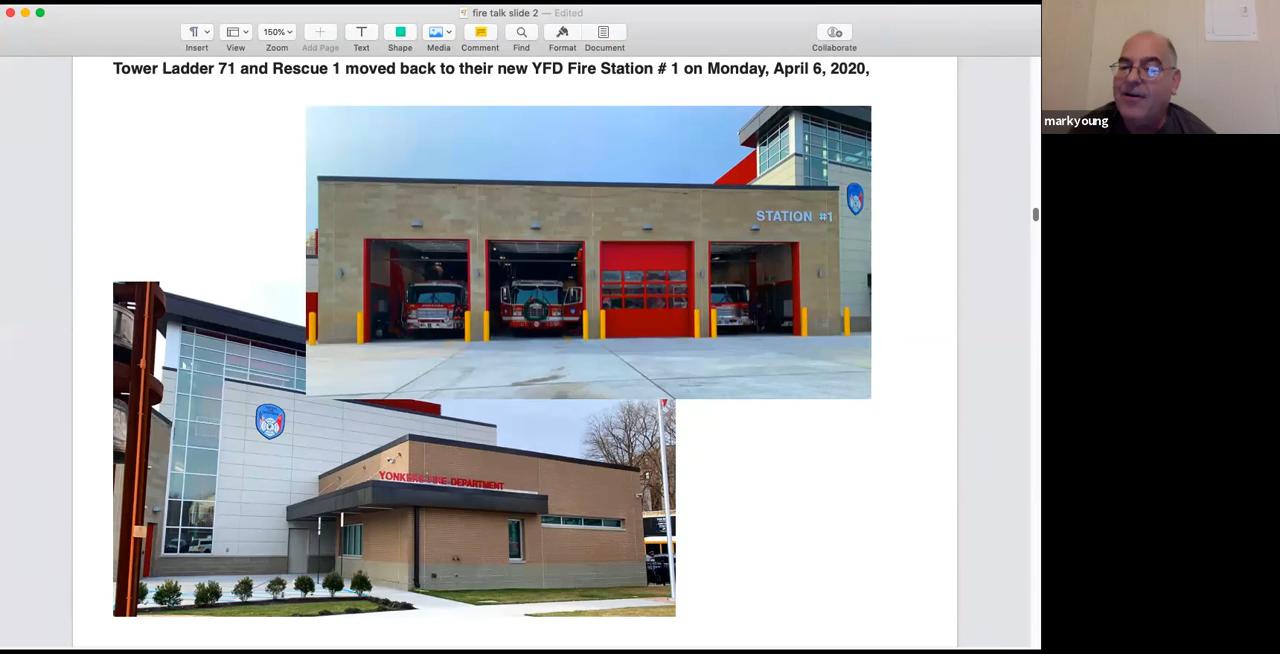 fire talk slide 2 — Edited
150%
Insert View Zoom Add Page Text Shape Media Comment Find Format Document Collaborate
Tower Ladder 71 and Rescue 1 moved back to their new YFD Fire Station # 1 on Monday, April 6, 2020,
markyoung
STATION #1
YONKERS FIRE DEPARTMENT